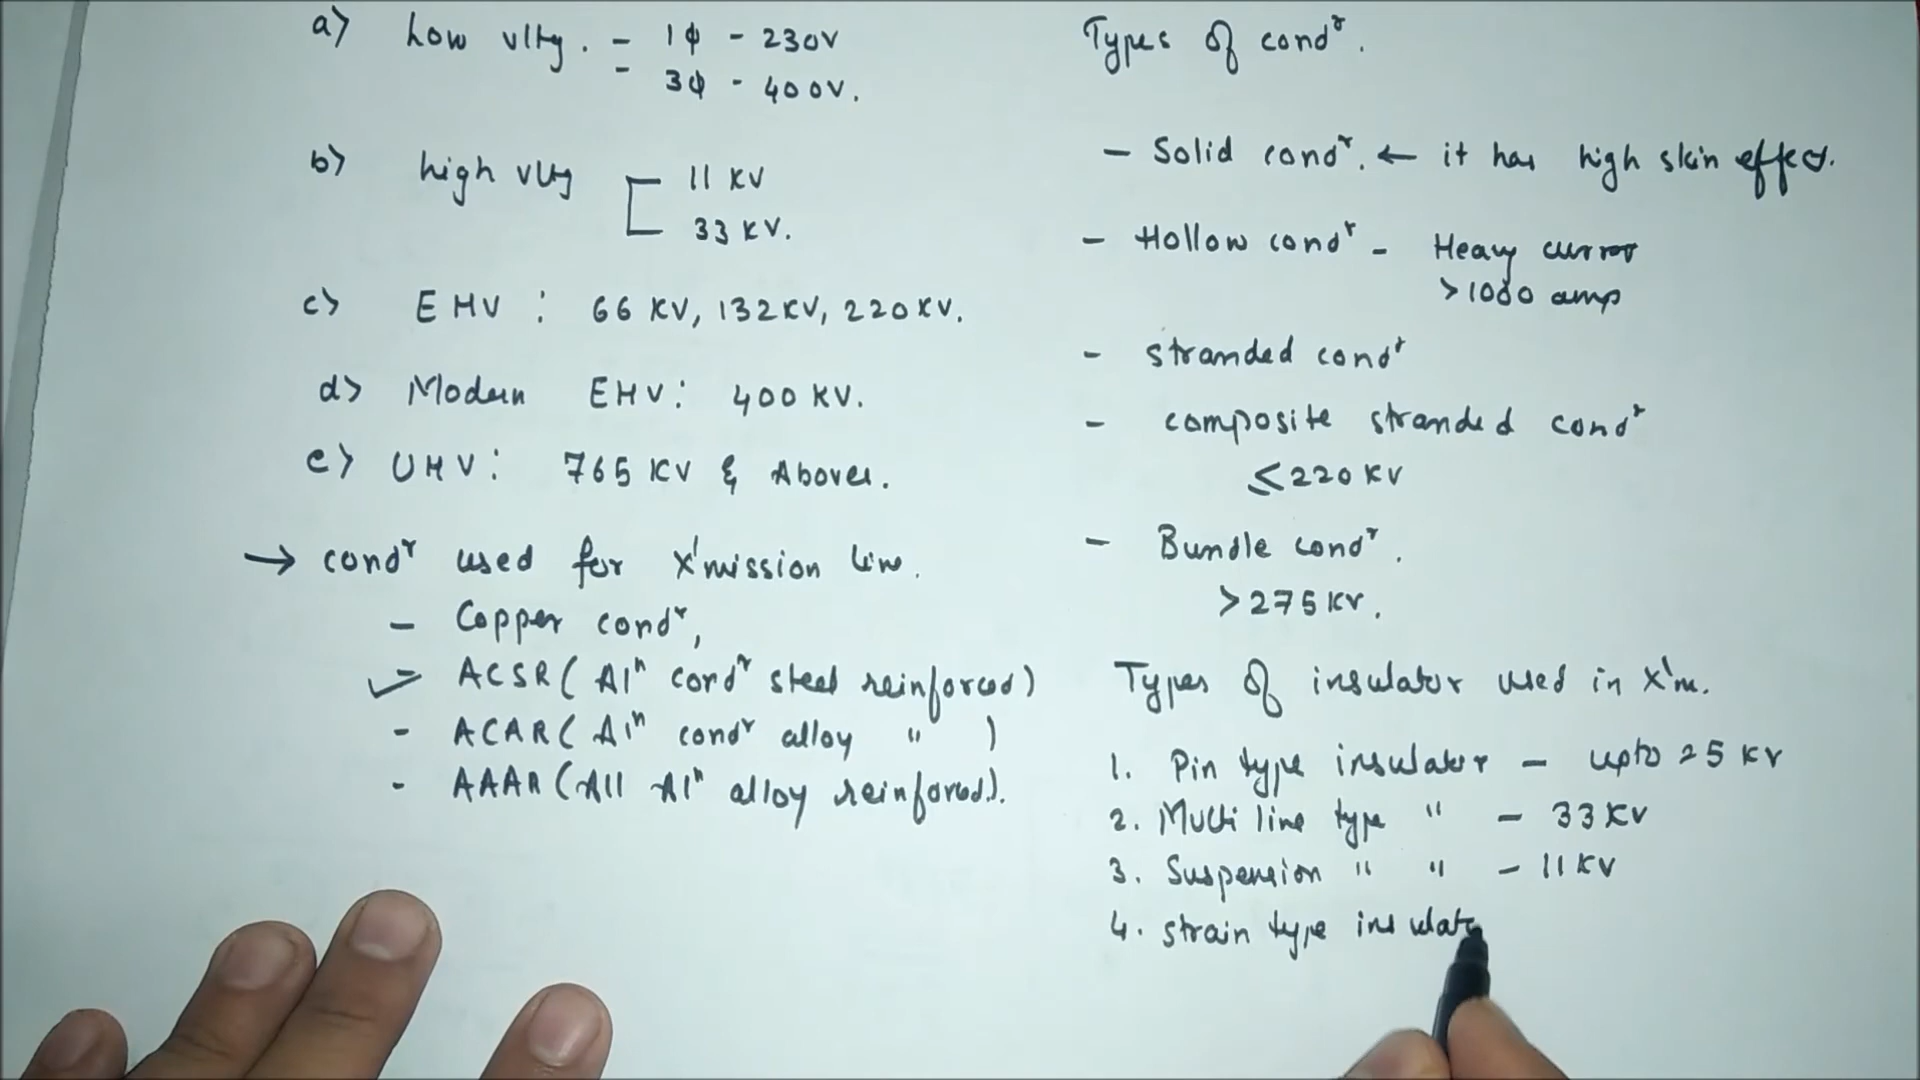 a) Low vltg. - 1ϕ - 230V
- 3ϕ - 400V.
b) high vltg 11 KV
33 KV.
c) EHV : 66 KV, 132KV, 220KV.
d) Modern EHV: 400 KV.
e) UHV: 765 KV & Above.
→ condʳ used for x'mission line.
- Copper condʳ,
✓- ACSR ( Alⁿ condʳ steel reinforced)
- ACAR ( Alⁿ condʳ alloy " )
- AAAR (All Alⁿ alloy reinforced).
Types of condʳ.
- Solid condʳ. ← it has high skin effect.
- Hollow condʳ - Heavy current
>1000 amp
- stranded condʳ
- composite stranded condʳ
≤220 KV
- Bundle condʳ.
>275 KV.
Types of insulator used in x'm.
1. Pin type insulator - upto 25 KV
2. Multi line type " - 33 KV
3. Suspension " " - 11 KV
4. strain type insulato